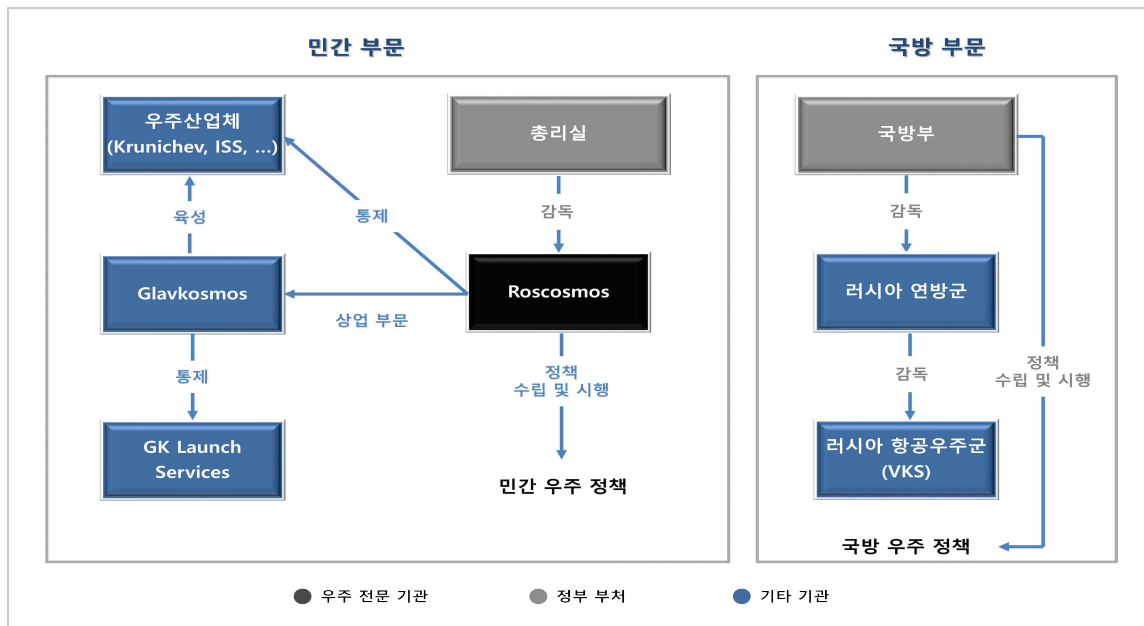 민간 부문
국방 부문
우주산업체
(Krunichev, ISS, ...)
총리실
국방부
육성
통제
감독
감독
Glavkosmos
Roscosmos
러시아 연방군
상업 부문
통제
정책
수립 및 시행
감독
정책
수립 및 시행
GK Launch
Services
민간 우주 정책
러시아 항공우주군
(VKS)
국방 우주 정책
우주 전문 기관
정부 부처
기타 기관